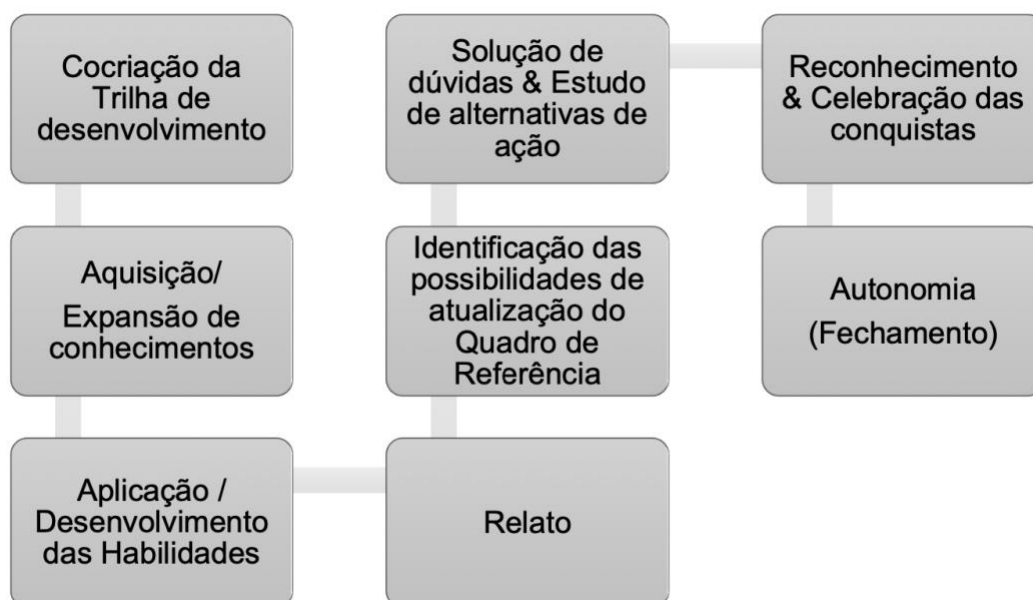 Cocriação da
Trilha de
desenvolvimento
Aquisição/
Expansão de
conhecimentos
Aplicação /
Desenvolvimento
das Habilidades
Relato
Identificação das
possibilidades de
atualização do
Quadro de
Referência
Solução de
dúvidas & Estudo
de alternativas de
ação
Reconhecimento
& Celebração das
conquistas
Autonomia
(Fechamento)